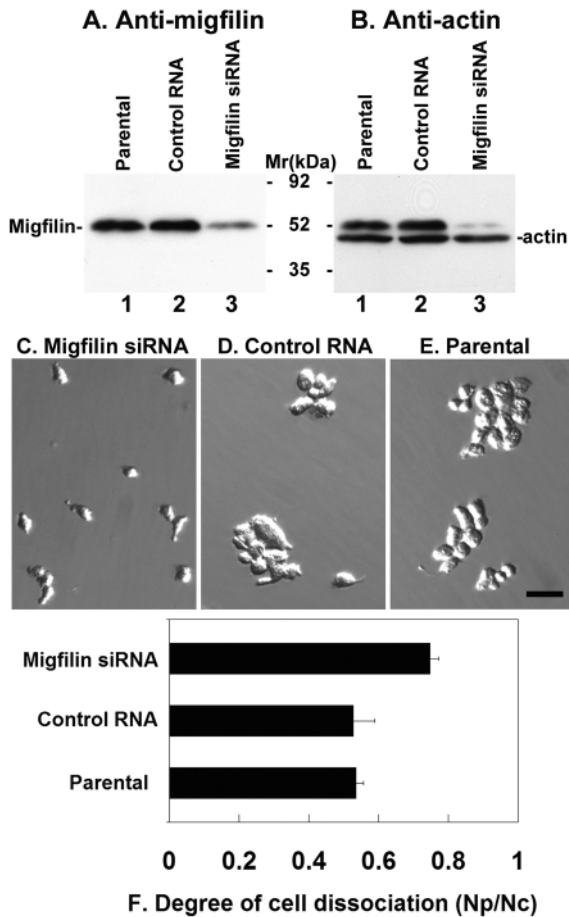 A. Anti-migfilin
B. Anti-actin
Parental
Control RNA
Migfilin siRNA
Parental
Control RNA
Migfilin siRNA
Mr(kDa)
- 92 -
Migfilin-
- 52 -
-actin
- 35 -
1 2 3
1 2 3
C. Migfilin siRNA
D. Control RNA
E. Parental
Migfilin siRNA
Control RNA
Parental
0 0.2 0.4 0.6 0.8 1
F. Degree of cell dissociation (Np/Nc)